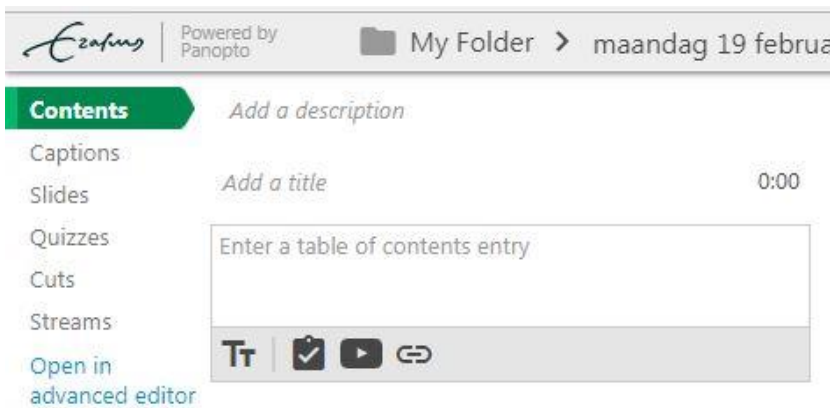 Erasmus
Powered by
Panopto
My Folder > maandag 19 februa
Contents
Add a description
Captions
Add a title
0:00
Slides
Quizzes
Enter a table of contents entry
Cuts
Streams
TT
Open in
advanced editor